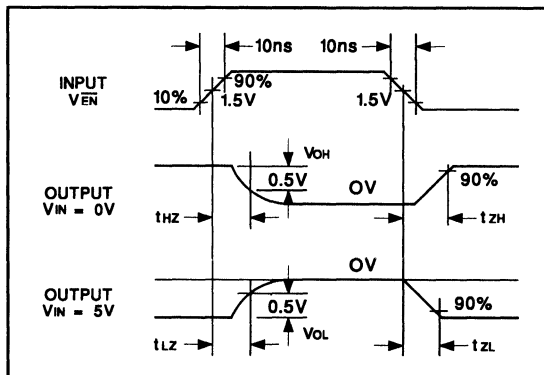 10ns 10ns
INPUT
VEN
10% 90% 1.5V 1.5V
VOH
0.5V
OUTPUT
VIN = 0V
OV
90%
tHZ tZH
OV
OUTPUT
VIN = 5V
0.5V
90%
VOL
tLZ tZL